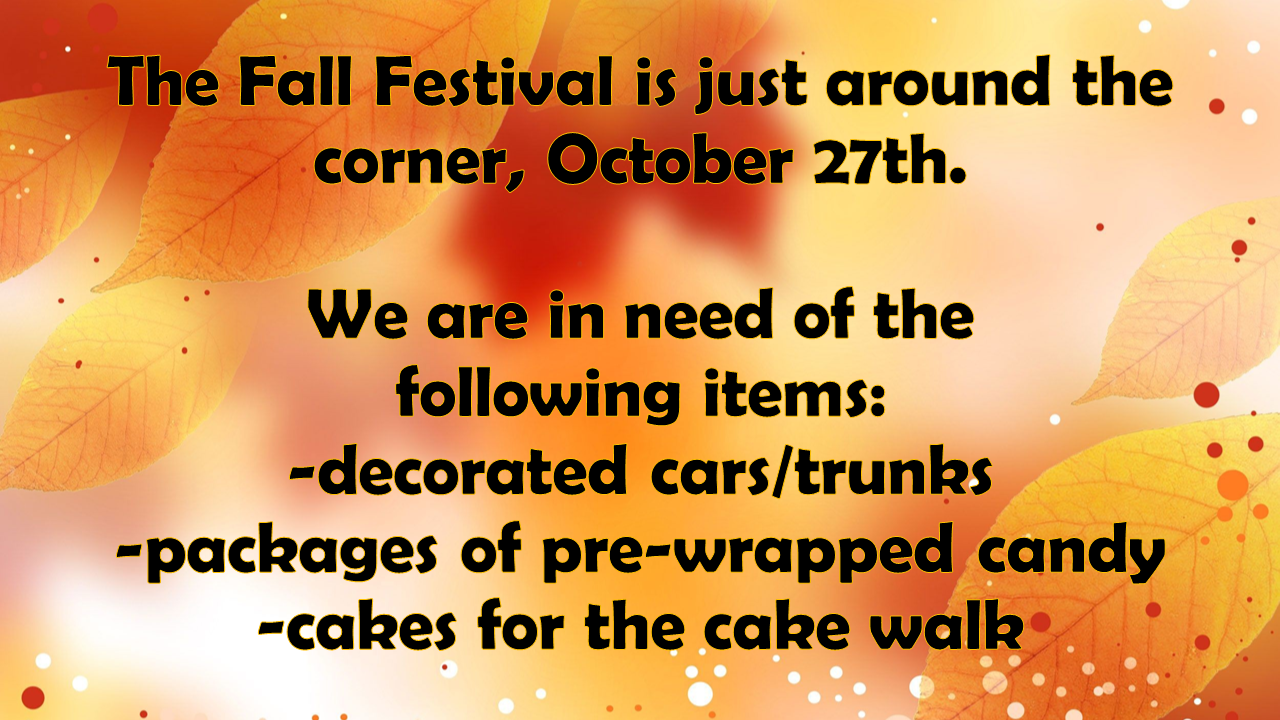 The Fall Festival is just around the
corner, October 27th.
We are in need of the
following items:
-decorated cars/trunks
-packages of pre-wrapped candy
-cakes for the cake walk